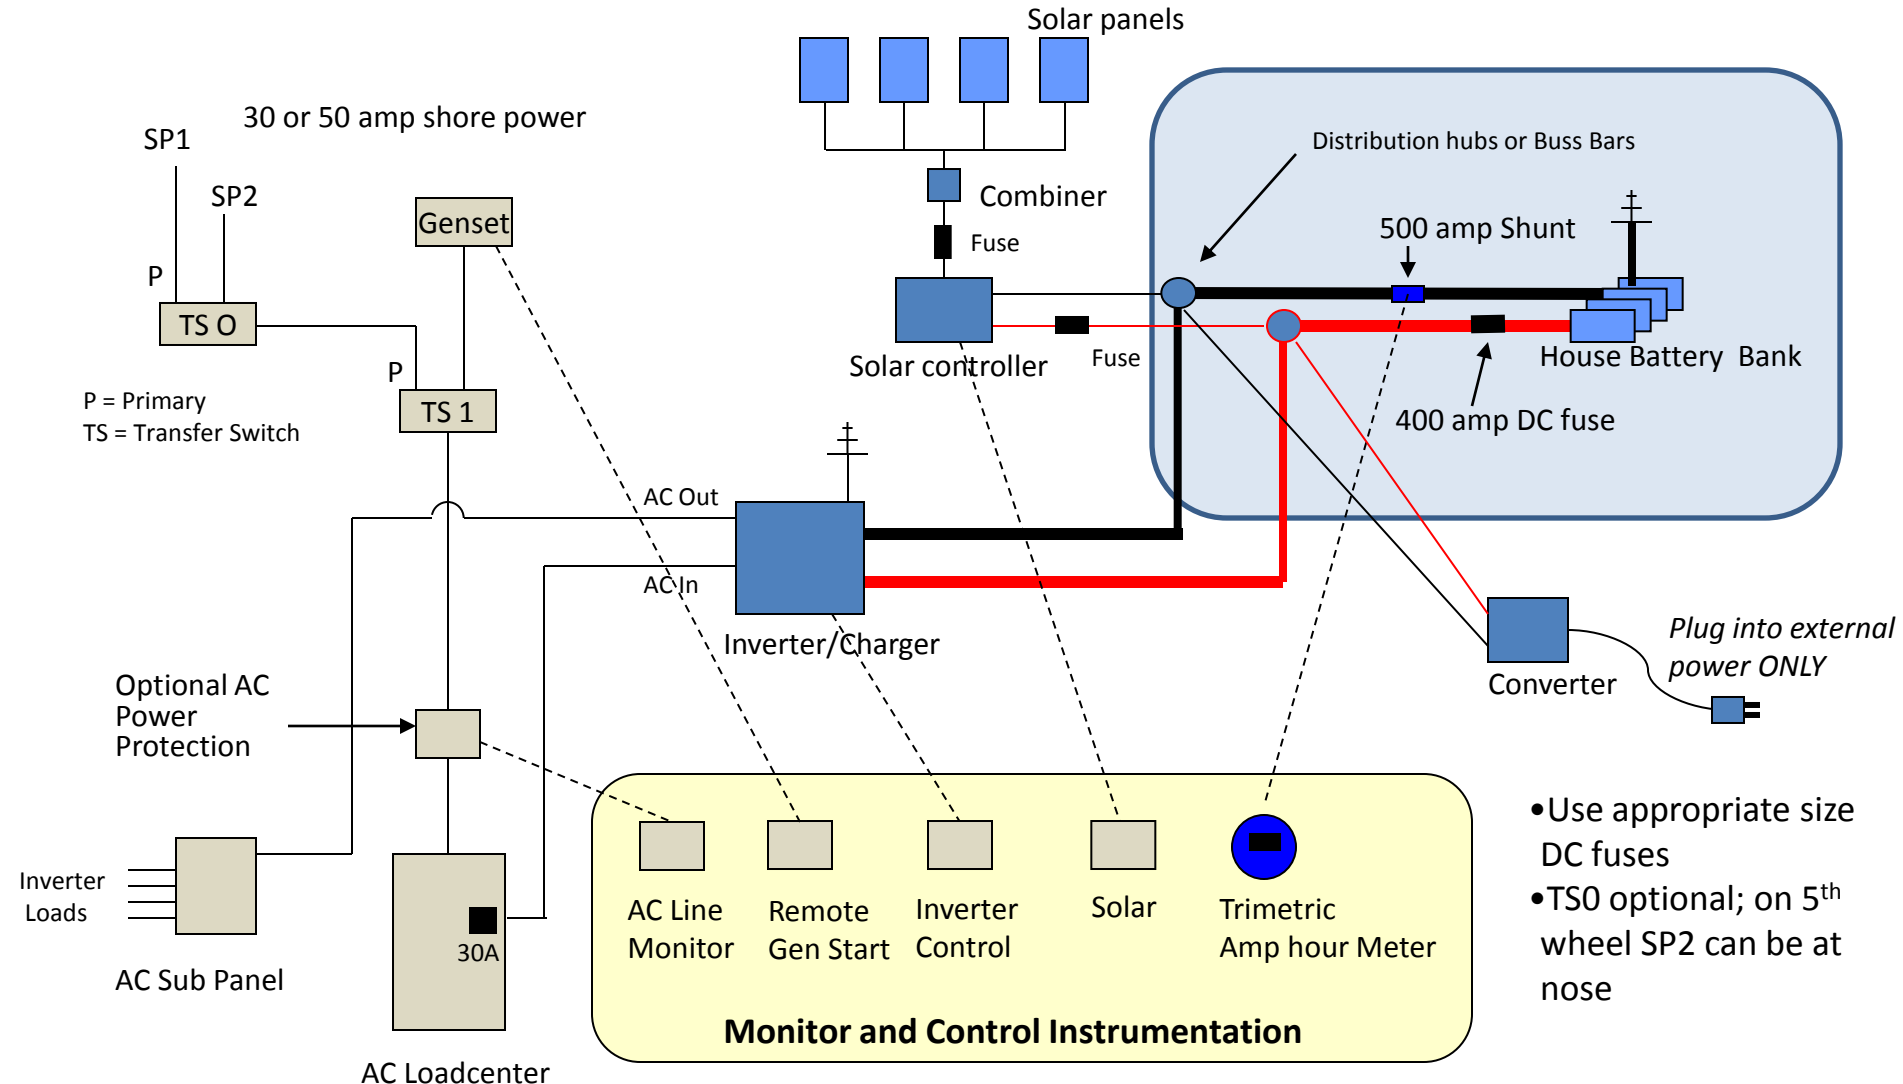 Solar panels
30 or 50 amp shore power
SP1
SP2
Genset
P
TS O
P
TS 1
P = Primary
TS = Transfer Switch
Combiner
Fuse
Solar controller
Fuse
Distribution hubs or Buss Bars
500 amp Shunt
House Battery Bank
400 amp DC fuse
AC Out
AC In
Inverter/Charger
Converter
Plug into external
power ONLY
Optional AC
Power
Protection
Inverter
Loads
AC Sub Panel
30A
AC Loadcenter
AC Line
Monitor
Remote
Gen Start
Inverter
Control
Solar
Trimetric
Amp hour Meter
Monitor and Control Instrumentation
•Use appropriate size
DC fuses
•TS0 optional; on 5th
wheel SP2 can be at
nose